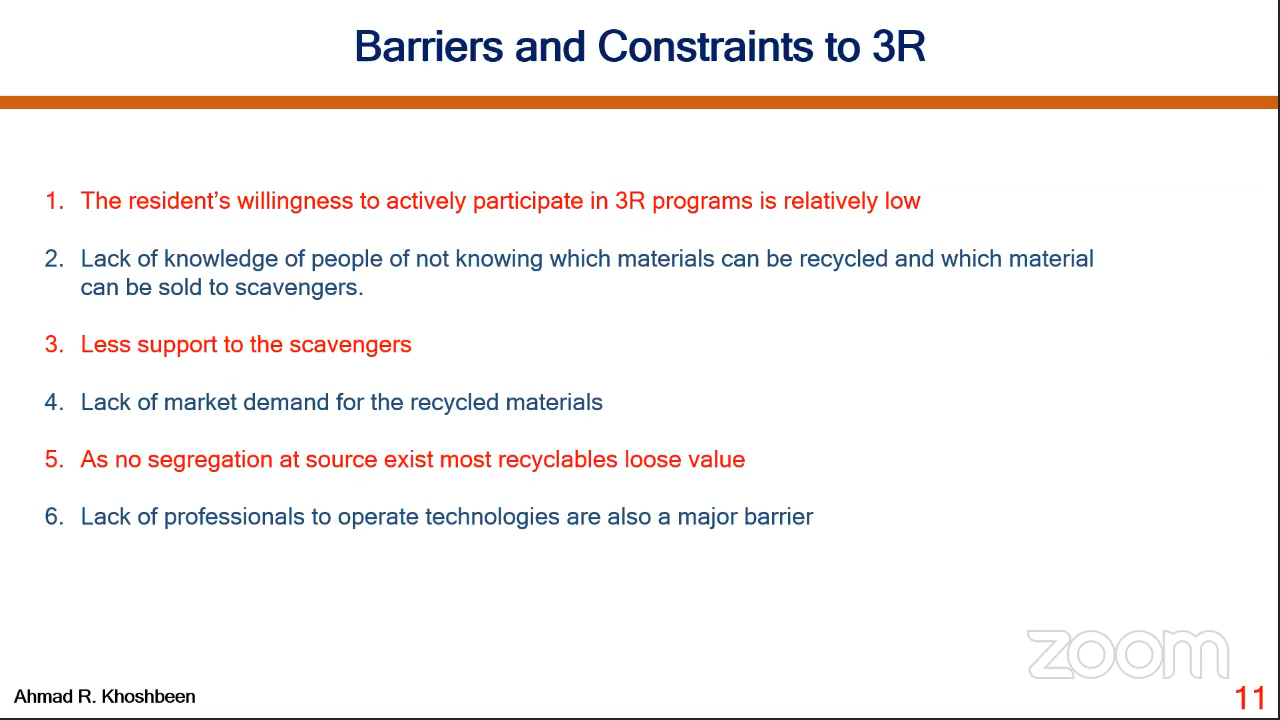 Barriers and Constraints to 3R
1. The resident's willingness to actively participate in 3R programs is relatively low
2. Lack of knowledge of people of not knowing which materials can be recycled and which material
can be sold to scavengers.
3. Less support to the scavengers
4. Lack of market demand for the recycled materials
5. As no segregation at source exist most recyclables loose value
6. Lack of professionals to operate technologies are also a major barrier
zoom
Ahmad R. Khoshbeen
11